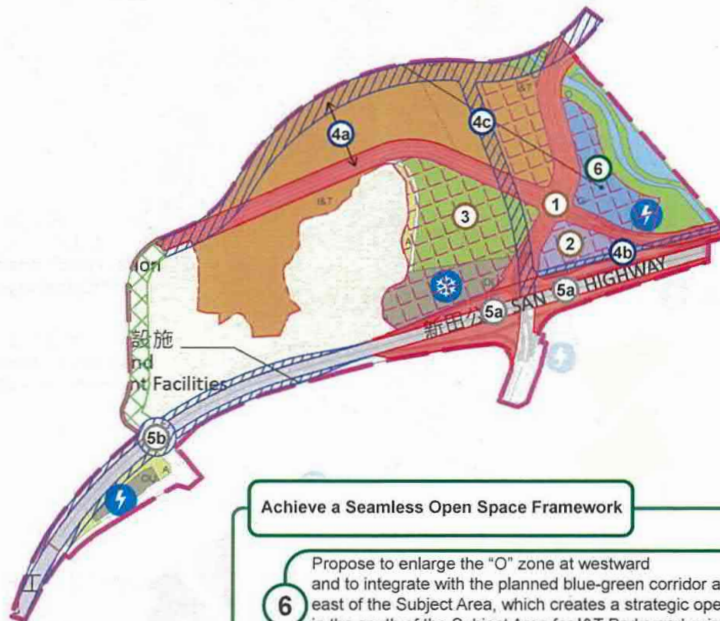 I&T
4a
4c
6
3
1
2
I&T
A
4b
5a
5a
新田公 SAN HIGHWAY
OU
設施
nd
nt Facilities
5b
OU
A
Achieve a Seamless Open Space Framework
6
Propose to enlarge the “O” zone at westward
and to integrate with the planned blue-green corridor a
east of the Subject Area, which creates a strategic ope